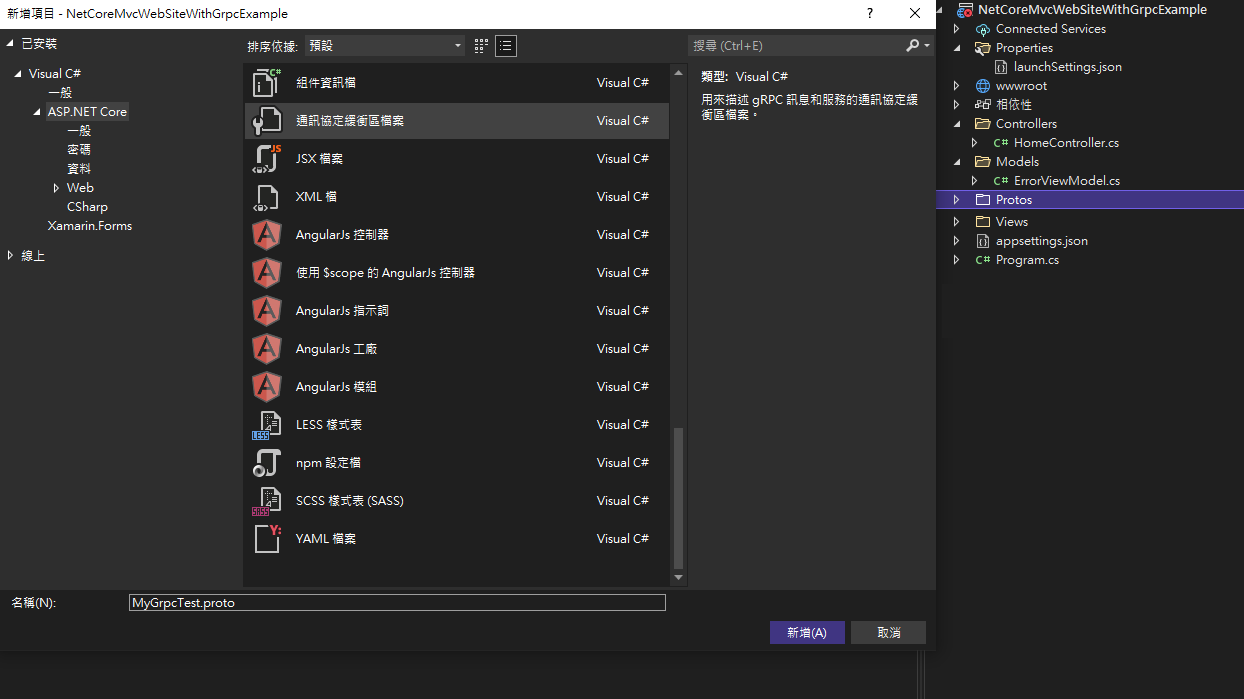 新增項目 - NetCoreMvcWebSiteWithGrpcExample
?
已安裝
Visual C#
一般
ASP.NET Core
一般
密碼
資料
Web
CSharp
Xamarin.Forms
線上
排序依據: 預設
組件資訊檔 Visual C#
通訊協定緩衝區檔案 Visual C#
JSX 檔案 Visual C#
XML 檔 Visual C#
AngularJs 控制器 Visual C#
使用 $scope 的 AngularJs 控制器 Visual C#
AngularJs 指示詞 Visual C#
AngularJs 工廠 Visual C#
AngularJs 模組 Visual C#
LESS 樣式表 Visual C#
npm 設定檔 Visual C#
SCSS 樣式表 (SASS) Visual C#
YAML 檔案 Visual C#
搜尋 (Ctrl+E)
類型: Visual C#
用來描述 gRPC 訊息和服務的通訊協定緩
衝區檔案。
名稱(N): MyGrpcTest.proto
新增(A) 取消
NetCoreMvcWebSiteWithGrpcExample
Connected Services
Properties
launchSettings.json
wwwroot
相依性
Controllers
C# HomeController.cs
Models
C# ErrorViewModel.cs
Protos
Views
appsettings.json
C# Program.cs